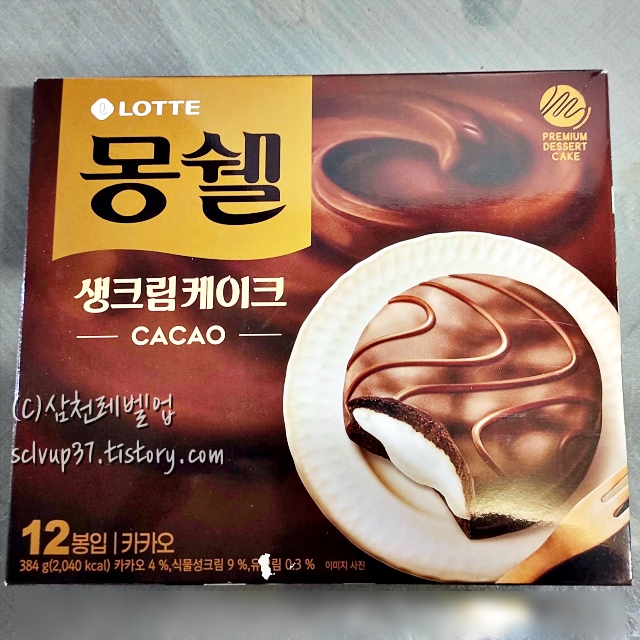 LOTTE
몽쉘
PREMIUM
DESSERT
CAKE
생크림케이크
CACAO
(C)삼천레벨업
sclvup37.tistory.com
12봉입 | 카카오
384 g(2,040 kcal) 카카오 4 %,식물성크림 9 %, 0.3 % 이미지 사진